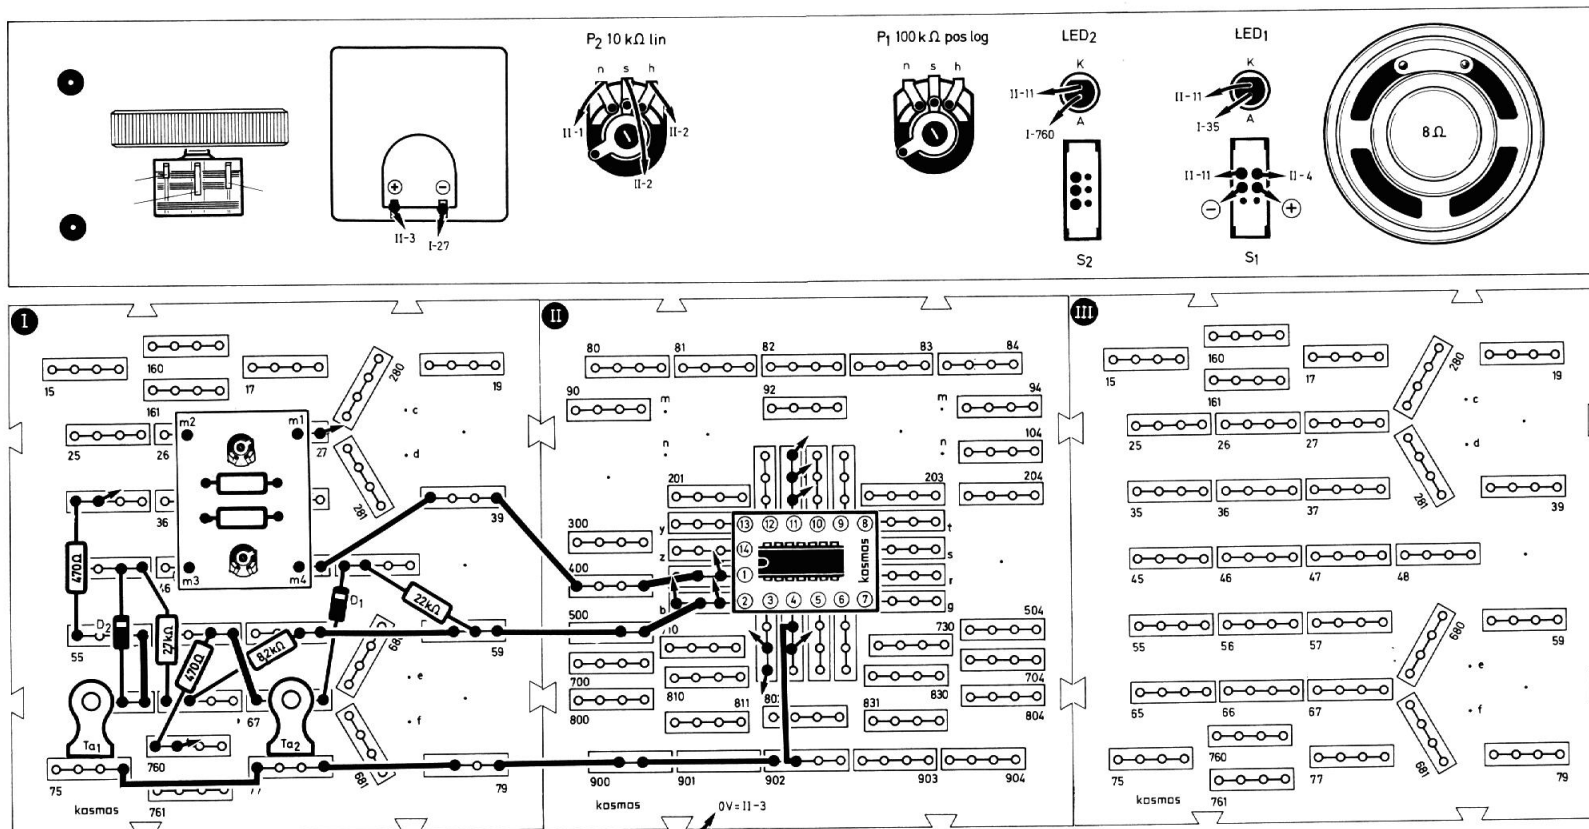 P2 10 kΩ lin
n s h
II-1
II-2
II-2
P1 100 k Ω pos log
n s h
LED2
K
II-11
A
I-760
S2
LED1
K
II-11
A
I-35
II-11
II-4
S1
8 Ω
II-3
I-27
I
II
III
15
160
161
17
280
19
25
26
27
c
d
m2
m1
m3
m4
36
281
39
46
470Ω
D2
2,7kΩ
470Ω
8,2kΩ
D1
22kΩ
55
59
680
e
f
67
Ta1
Ta2
75
760
761
77
681
79
kosmos
80
81
82
83
84
90
92
94
m
n
m
n
104
201
203
204
300
400
500
y
z
b
t
s
r
g
13 12 11 10 9 8
14
1
2 3 4 5 6 7
kosmos
504
730
700
704
800
804
810
811
830
831
900
901
902
903
904
kosmos
0V = II-3
15
160
161
17
280
19
25
26
27
c
d
281
35
36
37
39
45
46
47
48
55
56
57
59
680
e
f
65
66
67
75
760
761
77
681
79
kosmos